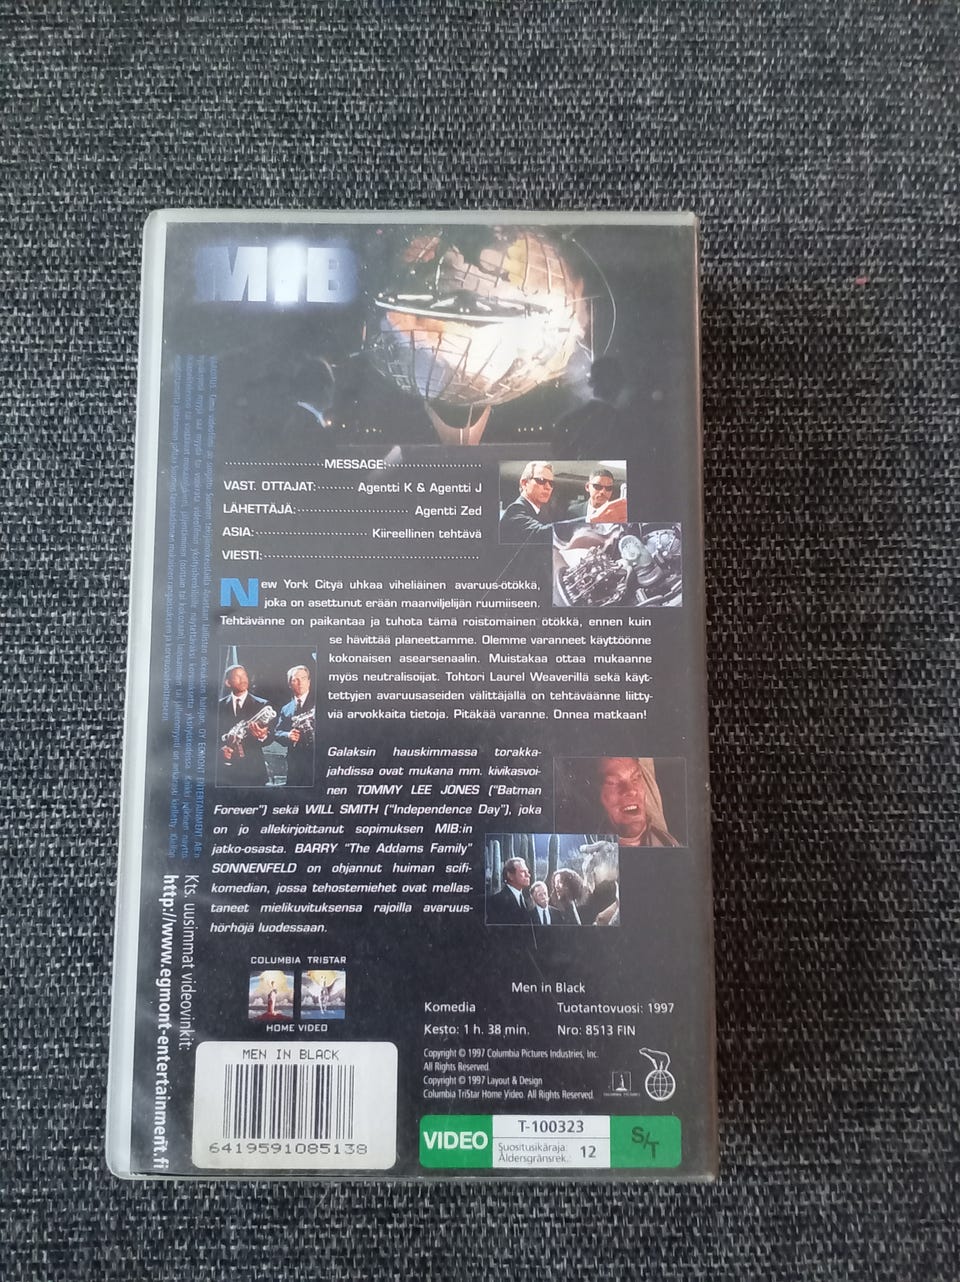 MIB
MESSAGE:
VAST. OTTAJAT: Agentti K & Agentti J
LÄHETTÄJÄ: Agentti Zed
ASIA: Kiireellinen tehtävä
VIESTI:
New York Cityä uhkaa viheliäinen avaruus-ötökkä,
joka on asettunut erään maanviljelijän ruumiiseen.
Tehtävänne on paikantaa ja tuhota tämä roistomainen ötökkä, ennen kuin
se hävittää planeettamme. Olemme varanneet käyttöönne
kokonaisen asearsenaalin. Muistakaa ottaa mukaanne
myös neutralisoijat. Tohtori Laurel Weaverillä sekä käyt-
tettyjen avaruusaseiden välittäjällä on tehtäväänne liitty-
viä arvokkaita tietoja. Pitäkää varanne. Onnea matkaan!
Galaksin hauskimmassa torakka-
jahdissa ovat mukana mm. kivikasvoi-
nen TOMMY LEE JONES ("Batman
Forever") sekä WILL SMITH ("Independence Day"), joka
on jo allekirjoittanut sopimuksen MIB:in
jatko-osasta. BARRY "The Addams Family"
SONNENFELD on ohjannut huiman scifi-
komedian, jossa tehostemiehet ovat mellas-
taneet mielikuvituksensa rajoilla avaruus-
hörhöjä luodessaan.
Kts. uusimmat videovinkit:
http://www.egmont-entertainment.fi
COLUMBIA TRISTAR
HOME VIDEO
Men in Black
Komedia Tuotantovuosi: 1997
Kesto: 1 h. 38 min. Nro: 8513 FIN
Copyright © 1997 Columbia Pictures Industries, Inc.
All Rights Reserved.
Copyright © 1997 Layout & Design
Columbia TriStar Home Video. All Rights Reserved.
MEN IN BLACK
6419591085138
VIDEO
T-100323
Suositusikäraja:
Åldersgränsrek.: 12
S/T